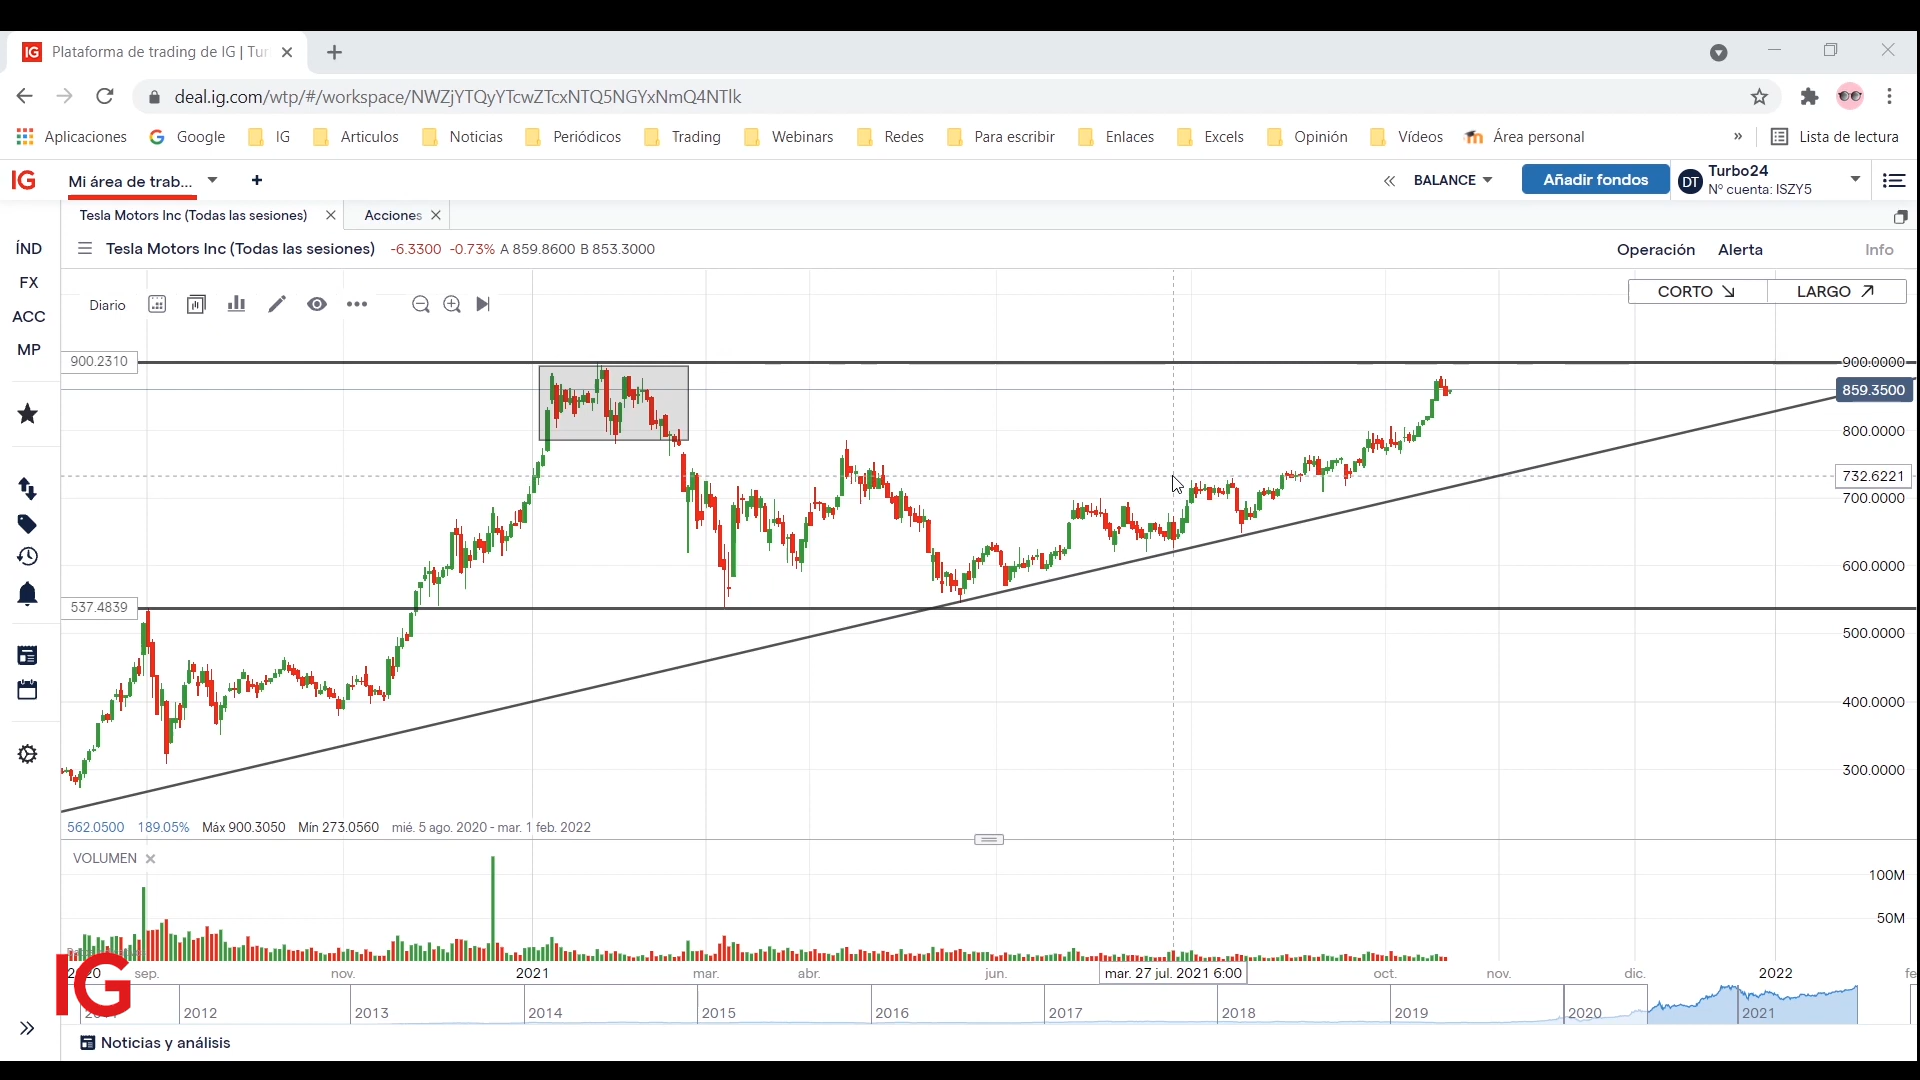 IG Plataforma de trading de IG | Tur
deal.ig.com/wtp/#/workspace/NWZjYTQyYTcwZTcxNTQ5NGYxNmQ4NTlk
Aplicaciones Google IG Articulos Noticias Periódicos Trading Webinars Redes Para escribir Enlaces Excels Opinión Vídeos Área personal » Lista de lectura
IG Mi área de trab... BALANCE Añadir fondos DT Turbo24
Nº cuenta: ISZY5
Tesla Motors Inc (Todas las sesiones) Acciones
Tesla Motors Inc (Todas las sesiones) -6.3300 -0.73% A 859.8600 B 853.3000 Operación Alerta Info
ÍND
FX
ACC
MP
Diario
CORTO LARGO
900.2310
900.0000
859.3500
800.0000
732.6221
700.0000
600.0000
537.4839
500.0000
400.0000
300.0000
562.0500 189.05% Máx 900.3050 Mín 273.0560 mié. 5 ago. 2020 - mar. 1 feb. 2022
VOLUMEN
100M
50M
sep. nov. 2021 mar. abr. jun. mar. 27 jul. 2021 6:00 oct. nov. dic. 2022 fe
IG
2012 2013 2014 2015 2016 2017 2018 2019 2020 2021
Noticias y análisis